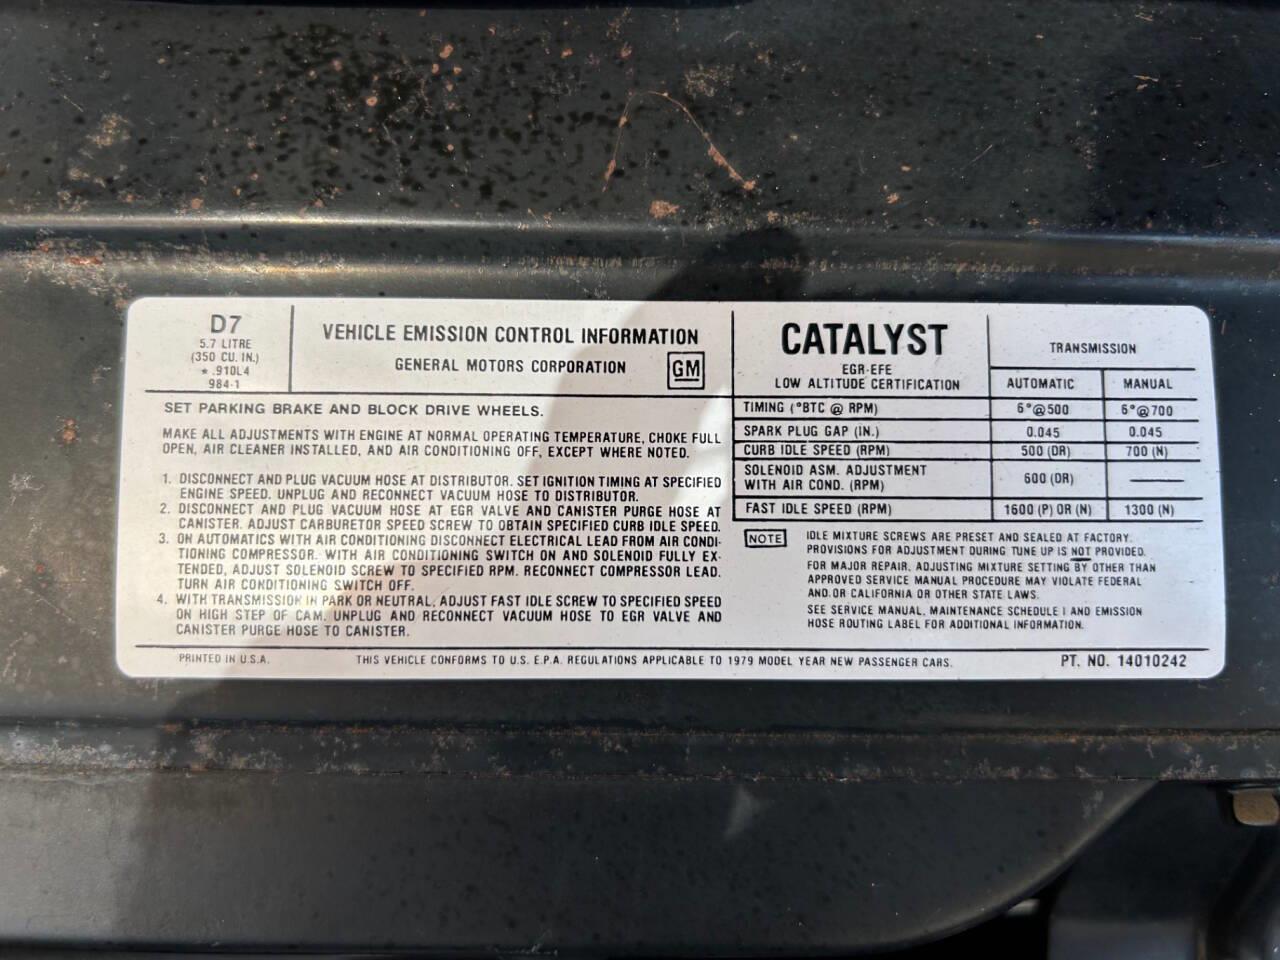 D7
5.7 LITRE
(350 CU. IN.)
★ .910L4
984-1
VEHICLE EMISSION CONTROL INFORMATION
GENERAL MOTORS CORPORATION
GM
SET PARKING BRAKE AND BLOCK DRIVE WHEELS.
MAKE ALL ADJUSTMENTS WITH ENGINE AT NORMAL OPERATING TEMPERATURE, CHOKE FULL
OPEN, AIR CLEANER INSTALLED, AND AIR CONDITIONING OFF, EXCEPT WHERE NOTED.
1. DISCONNECT AND PLUG VACUUM HOSE AT DISTRIBUTOR. SET IGNITION TIMING AT SPECIFIED
ENGINE SPEED. UNPLUG AND RECONNECT VACUUM HOSE TO DISTRIBUTOR.
2. DISCONNECT AND PLUG VACUUM HOSE AT EGR VALVE AND CANISTER PURGE HOSE AT
CANISTER. ADJUST CARBURETOR SPEED SCREW TO OBTAIN SPECIFIED CURB IDLE SPEED.
3. ON AUTOMATICS WITH AIR CONDITIONING DISCONNECT ELECTRICAL LEAD FROM AIR CONDI-
TIONING COMPRESSOR. WITH AIR CONDITIONING SWITCH ON AND SOLENOID FULLY EX-
TENDED, ADJUST SOLENOID SCREW TO SPECIFIED RPM. RECONNECT COMPRESSOR LEAD.
TURN AIR CONDITIONING SWITCH OFF.
4. WITH TRANSMISSION IN PARK OR NEUTRAL, ADJUST FAST IDLE SCREW TO SPECIFIED SPEED
ON HIGH STEP OF CAM. UNPLUG AND RECONNECT VACUUM HOSE TO EGR VALVE AND
CANISTER PURGE HOSE TO CANISTER.
CATALYST
EGR-EFE
LOW ALTITUDE CERTIFICATION
TRANSMISSION
AUTOMATIC MANUAL
TIMING (°BTC @ RPM) 6°@500 6°@700
SPARK PLUG GAP (IN.) 0.045 0.045
CURB IDLE SPEED (RPM) 500 (DR) 700 (N)
SOLENOID ASM. ADJUSTMENT
WITH AIR COND. (RPM) 600 (DR) ———
FAST IDLE SPEED (RPM) 1600 (P) OR (N) 1300 (N)
NOTE IDLE MIXTURE SCREWS ARE PRESET AND SEALED AT FACTORY.
PROVISIONS FOR ADJUSTMENT DURING TUNE UP IS NOT PROVIDED.
FOR MAJOR REPAIR, ADJUSTING MIXTURE SETTING BY OTHER THAN
APPROVED SERVICE MANUAL PROCEDURE MAY VIOLATE FEDERAL
AND/OR CALIFORNIA OR OTHER STATE LAWS.
SEE SERVICE MANUAL, MAINTENANCE SCHEDULE I AND EMISSION
HOSE ROUTING LABEL FOR ADDITIONAL INFORMATION.
PRINTED IN U.S.A. THIS VEHICLE CONFORMS TO U.S. E.P.A. REGULATIONS APPLICABLE TO 1979 MODEL YEAR NEW PASSENGER CARS. PT. NO. 14010242